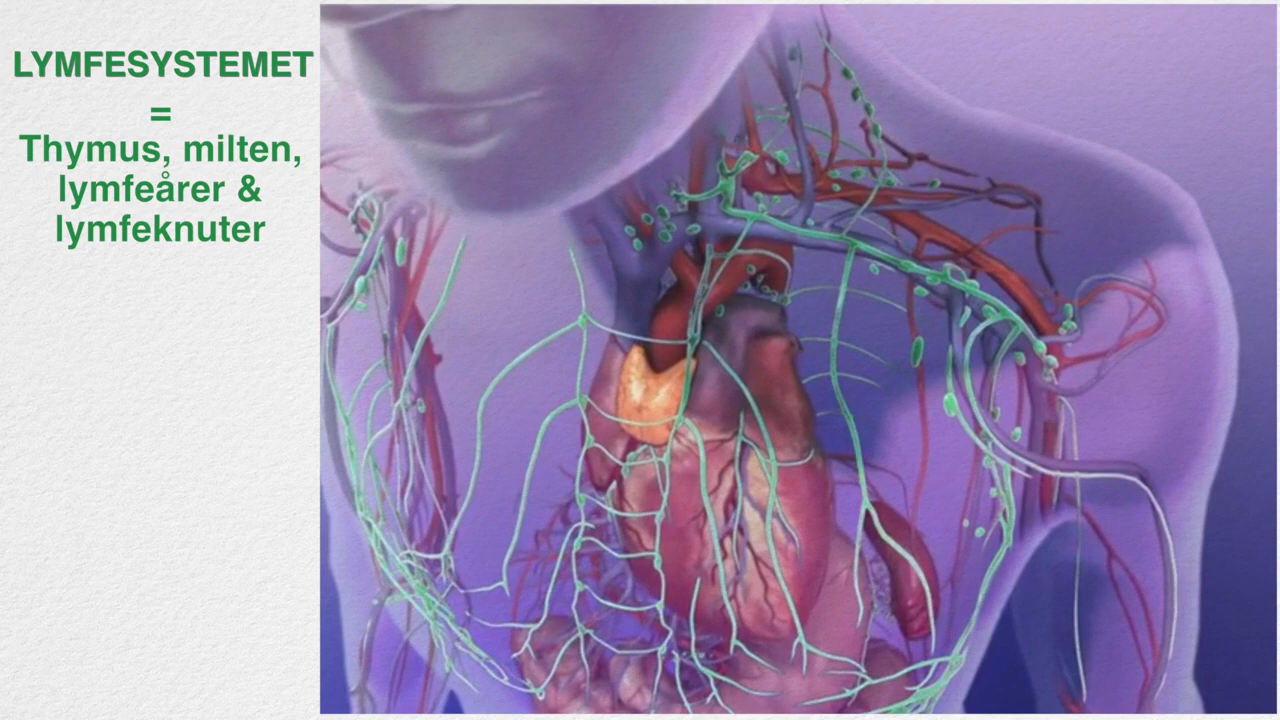 LYMFESYSTEMET
=
Thymus, milten,
lymfeårer &
lymfeknuter